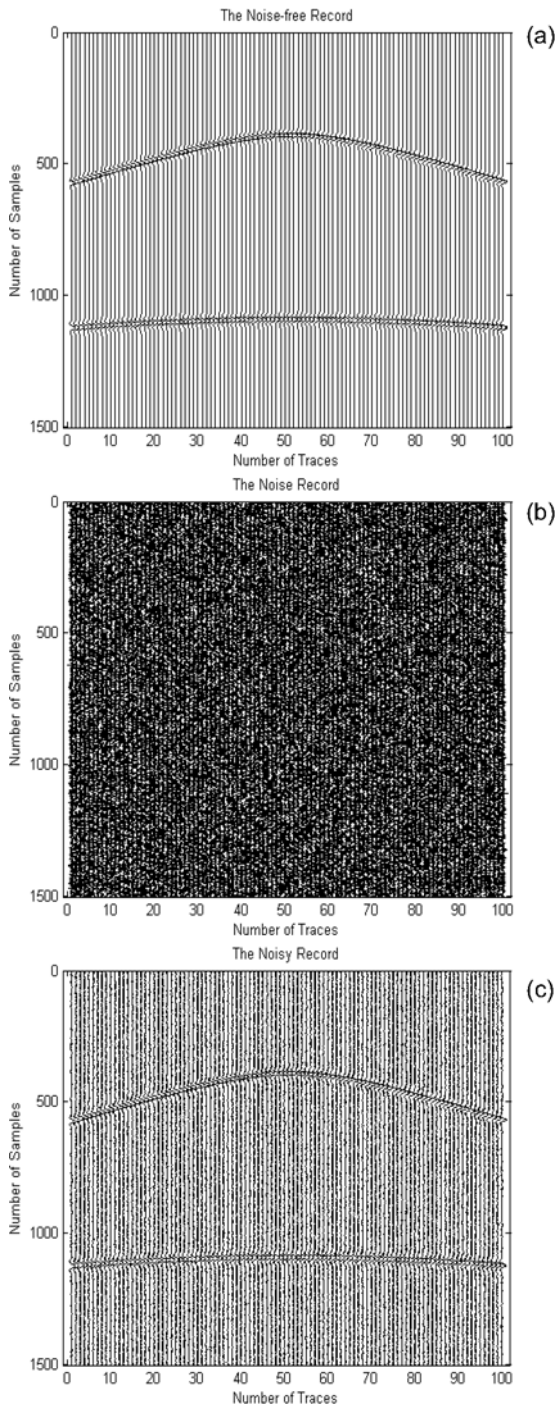 The Noise-free Record
(a)
0
500
1000
1500
Number of Samples
0 10 20 30 40 50 60 70 80 90 100
Number of Traces
The Noise Record
(b)
0
500
1000
1500
Number of Samples
0 10 20 30 40 50 60 70 80 90 100
Number of Traces
The Noisy Record
(c)
0
500
1000
1500
Number of Samples
0 10 20 30 40 50 60 70 80 90 100
Number of Traces